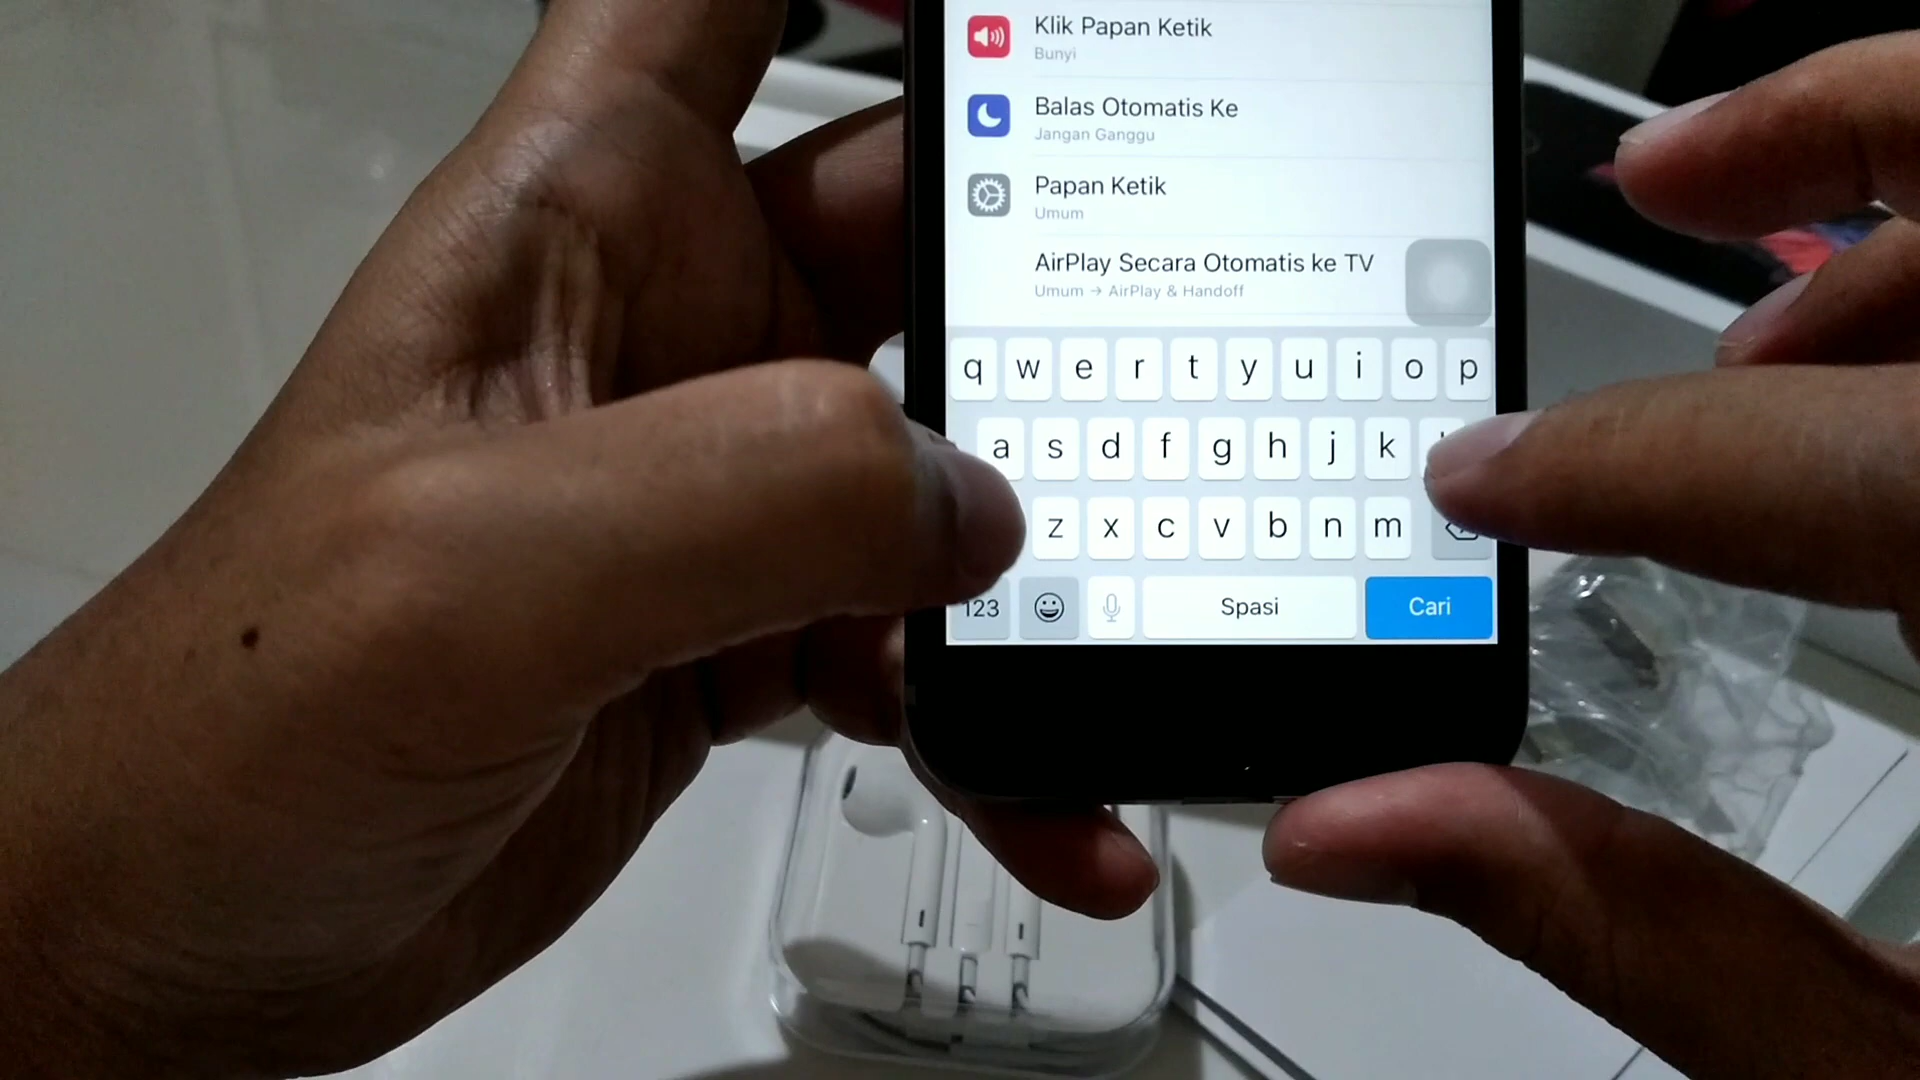 Klik Papan Ketik
Bunyi
Balas Otomatis Ke
Jangan Ganggu
Papan Ketik
Umum
AirPlay Secara Otomatis ke TV
Umum → AirPlay & Handoff
q w e r t y u i o p
a s d f g h j k
z x c v b n m
123 Spasi Cari